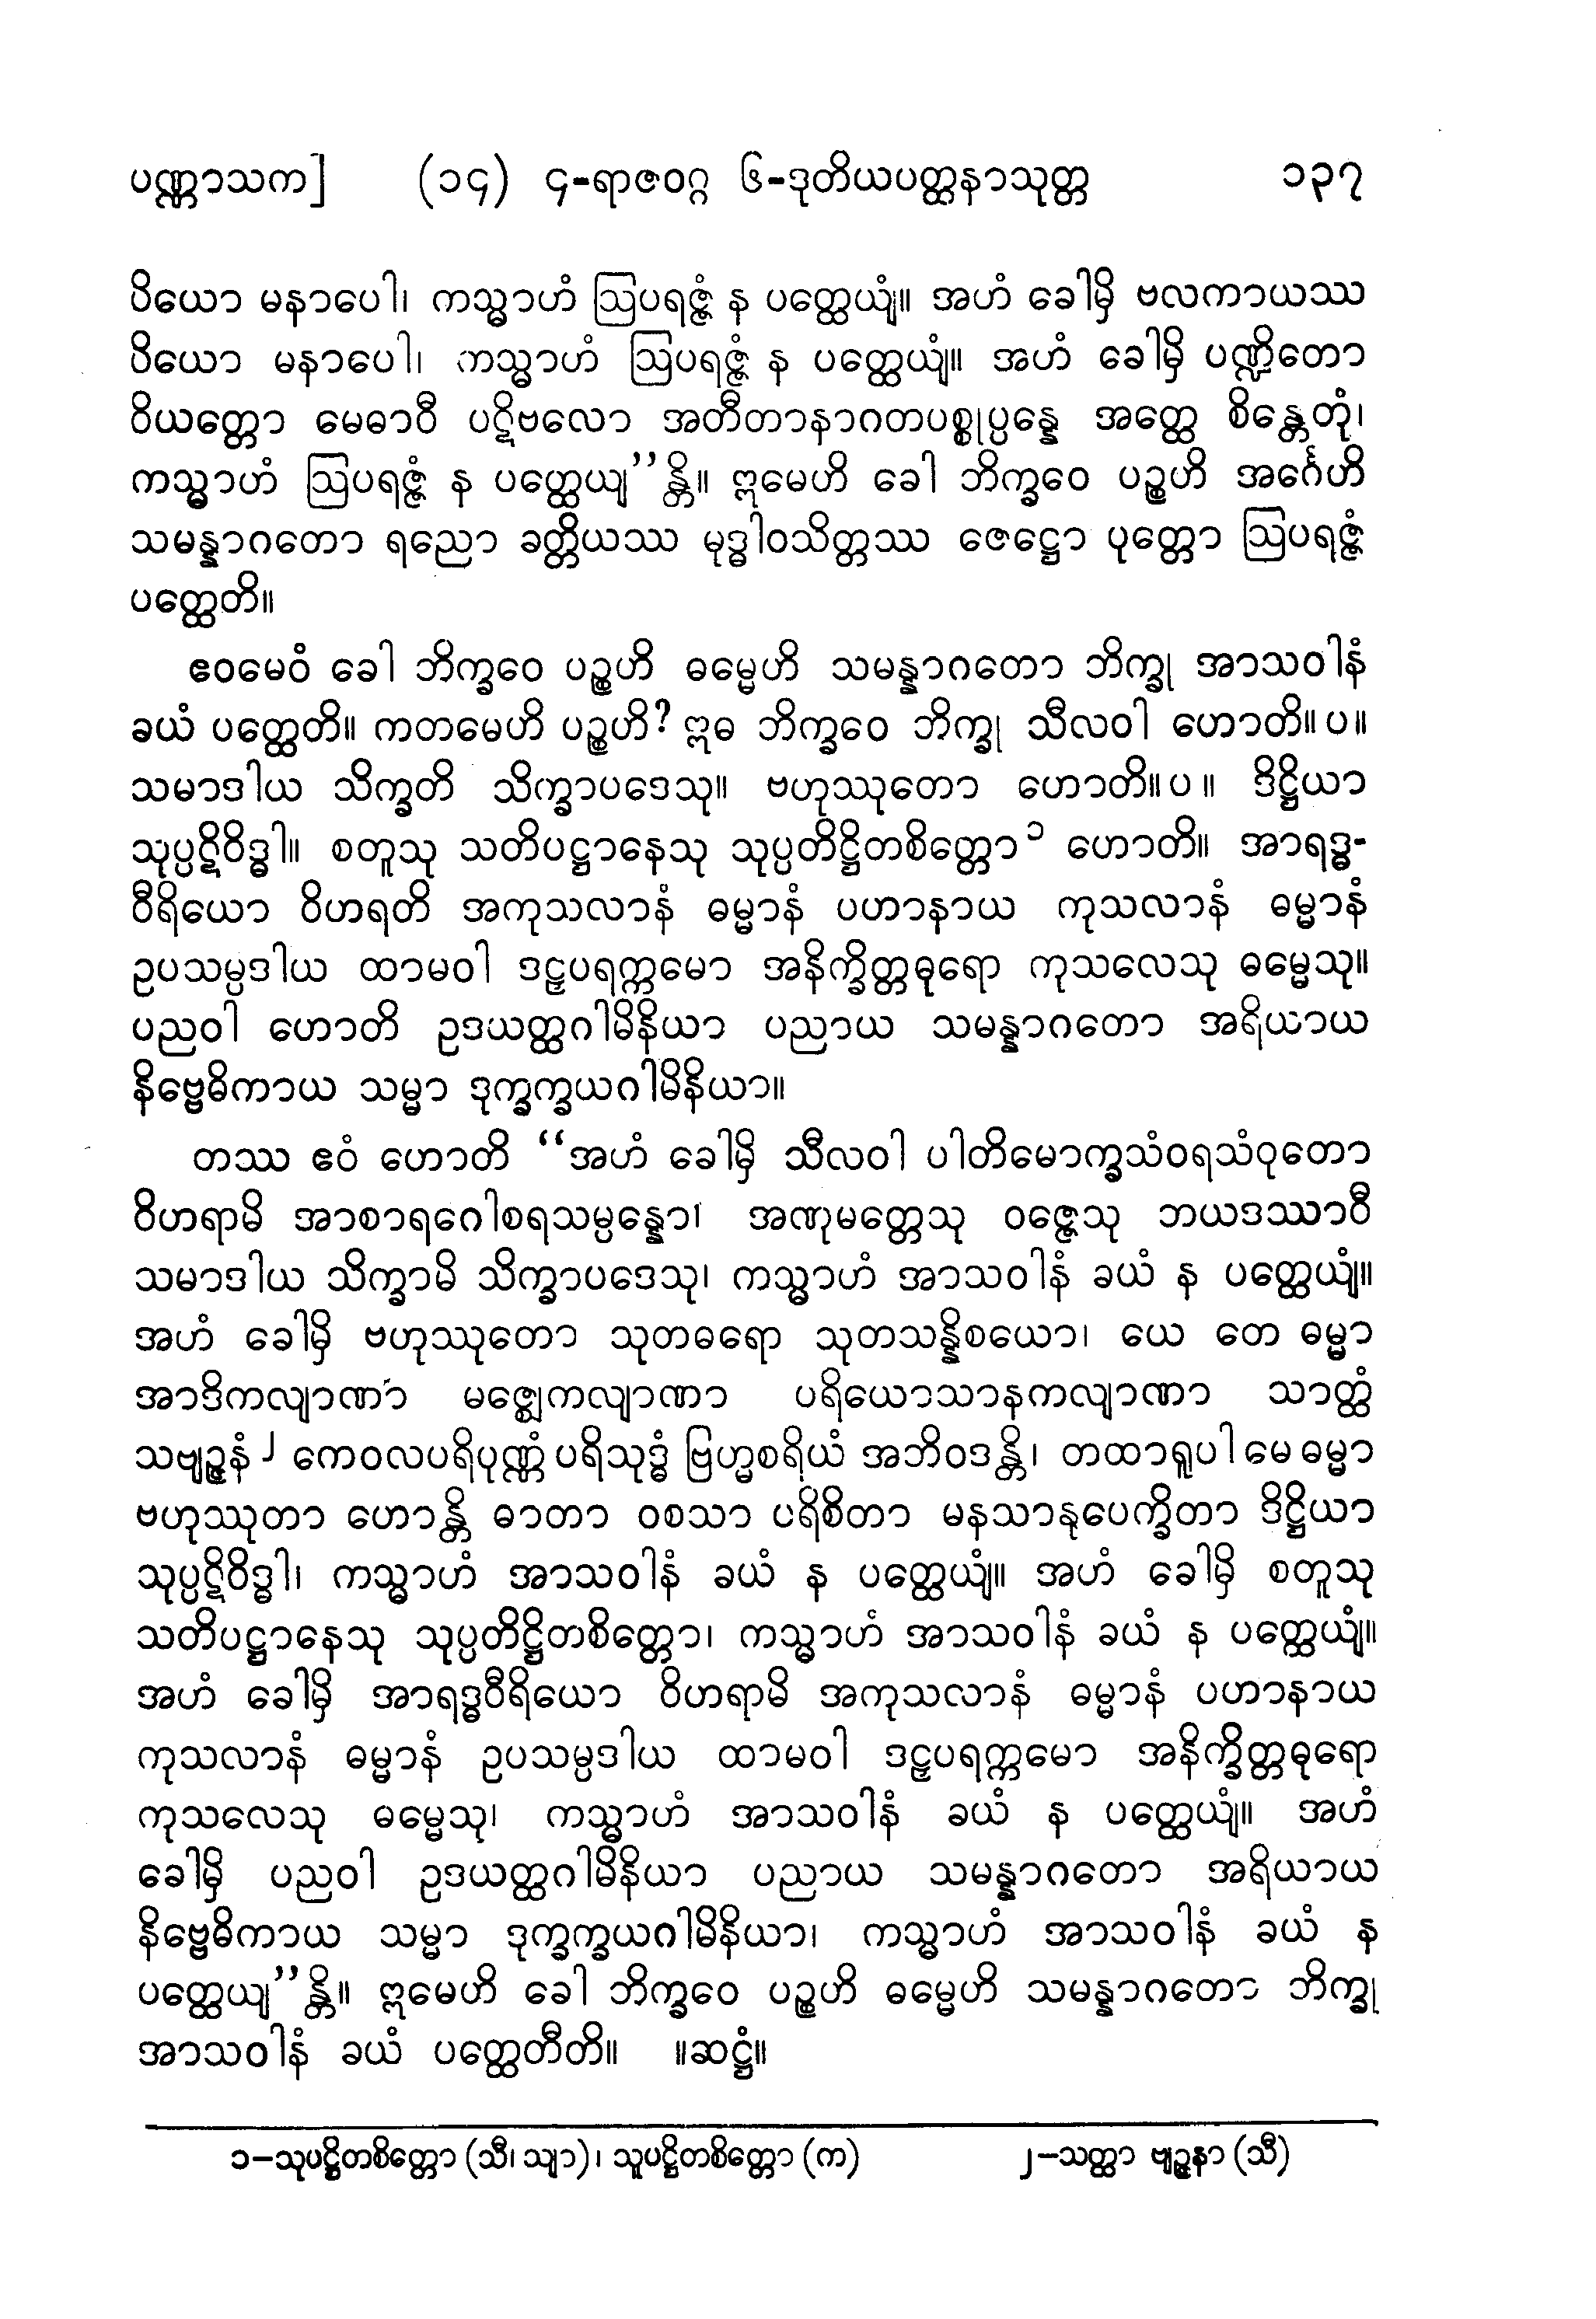 ပဏ္ဏာသက] (၁၄) ၄-ရာဇဝဂ္ဂ ၆-ဒုတိယပတ္ထနာသုတ္တ ၁၃၇
ပိယော မနာပေါ၊ ကသ္မာဟံ ဩပရဇ္ဇံ န ပတ္ထေယျံ။ အဟံ ခေါမှိ ဗလကာယဿ
ပိယော မနာပေါ၊ ကသ္မာဟံ ဩပရဇ္ဇံ န ပတ္ထေယျံ။ အဟံ ခေါမှိ ပဏ္ဍိတော
ဝိယတ္တော မေဓာဝီ ပဋိဗလော အတီတာနာဂတပစ္စုပ္ပန္နေ အတ္ထေ စိန္တေတုံ၊
ကသ္မာဟံ ဩပရဇ္ဇံ န ပတ္ထေယျ”န္တိ။ ဣမေဟိ ခေါ ဘိက္ခဝေ ပဉ္စဟိ အင်္ဂေဟိ
သမန္နာဂတော ရညော ခတ္တိယဿ မုဒ္ဓါဝသိတ္တဿ ဇေဋ္ဌော ပုတ္တော ဩပရဇ္ဇံ
ပတ္ထေတိ။
ဧဝမေဝံ ခေါ ဘိက္ခဝေ ပဉ္စဟိ ဓမ္မေဟိ သမန္နာဂတော ဘိက္ခု အာသဝါနံ
ခယံ ပတ္ထေတိ။ ကတမေဟိ ပဉ္စဟိ? ဣဓ ဘိက္ခဝေ ဘိက္ခု သီလဝါ ဟောတိ။ပ။
သမာဒါယ သိက္ခတိ သိက္ခာပဒေသု။ ဗဟုဿုတော ဟောတိ။ပ။ ဒိဋ္ဌိယာ
သုပ္ပဋိဝိဒ္ဓါ။ စတူသု သတိပဋ္ဌာနေသု သုပ္ပတိဋ္ဌိတစိတ္တော ၁ ဟောတိ။ အာရဒ္ဓ-
ဝီရိယော ဝိဟရတိ အကုသလာနံ ဓမ္မာနံ ပဟာနာယ ကုသလာနံ ဓမ္မာနံ
ဥပသမ္ပဒါယ ထာမဝါ ဒဠှပရက္ကမော အနိက္ခိတ္တဓုရော ကုသလေသု ဓမ္မေသု။
ပညဝါ ဟောတိ ဥဒယတ္ထဂါမိနိယာ ပညာယ သမန္နာဂတော အရိယာယ
နိဗ္ဗေဓိကာယ သမ္မာ ဒုက္ခက္ခယဂါမိနိယာ။
တဿ ဧဝံ ဟောတိ “အဟံ ခေါမှိ သီလဝါ ပါတိမောက္ခသံဝရသံဝုတော
ဝိဟရာမိ အာစာရဂေါစရသမ္ပန္နော၊ အဏုမတ္တေသု ဝဇ္ဇေသု ဘယဒဿာဝီ
သမာဒါယ သိက္ခာမိ သိက္ခာပဒေသု၊ ကသ္မာဟံ အာသဝါနံ ခယံ န ပတ္ထေယျံ။
အဟံ ခေါမှိ ဗဟုဿုတော သုတဓရော သုတသန္နိစယော၊ ယေ တေ ဓမ္မာ
အာဒိကလျာဏာ မဇ္ဈေကလျာဏာ ပရိယောသာနကလျာဏာ သာတ္ထံ
သဗျဉ္ဇနံ ၂ ကေဝလပရိပုဏ္ဏံ ပရိသုဒ္ဓံ ဗြဟ္မစရိယံ အဘိဝဒန္တိ၊ တထာရူပါ မေ ဓမ္မာ
ဗဟုဿုတာ ဟောန္တိ ဓာတာ ဝစသာ ပရိစိတာ မနသာနုပေက္ခိတာ ဒိဋ္ဌိယာ
သုပ္ပဋိဝိဒ္ဓါ၊ ကသ္မာဟံ အာသဝါနံ ခယံ န ပတ္ထေယျံ။ အဟံ ခေါမှိ စတူသု
သတိပဋ္ဌာနေသု သုပ္ပတိဋ္ဌိတစိတ္တော၊ ကသ္မာဟံ အာသဝါနံ ခယံ န ပတ္ထေယျံ။
အဟံ ခေါမှိ အာရဒ္ဓဝီရိယော ဝိဟရာမိ အကုသလာနံ ဓမ္မာနံ ပဟာနာယ
ကုသလာနံ ဓမ္မာနံ ဥပသမ္ပဒါယ ထာမဝါ ဒဠှပရက္ကမော အနိက္ခိတ္တဓုရော
ကုသလေသု ဓမ္မေသု၊ ကသ္မာဟံ အာသဝါနံ ခယံ န ပတ္ထေယျံ။ အဟံ
ခေါမှိ ပညဝါ ဥဒယတ္ထဂါမိနိယာ ပညာယ သမန္နာဂတော အရိယာယ
နိဗ္ဗေဓိကာယ သမ္မာ ဒုက္ခက္ခယဂါမိနိယာ၊ ကသ္မာဟံ အာသဝါနံ ခယံ န
ပတ္ထေယျ”န္တိ။ ဣမေဟိ ခေါ ဘိက္ခဝေ ပဉ္စဟိ ဓမ္မေဟိ သမန္နာဂတော ဘိက္ခု
အာသဝါနံ ခယံ ပတ္ထေတီတိ။ ။ဆဋ္ဌံ။
၁−သုပဋ္ဌိတစိတ္တော (သီ၊ သျာ)၊ သူပဋ္ဌိတစိတ္တော (က) ၂−သတ္ထာ ဗျဉ္ဇနာ (သီ)